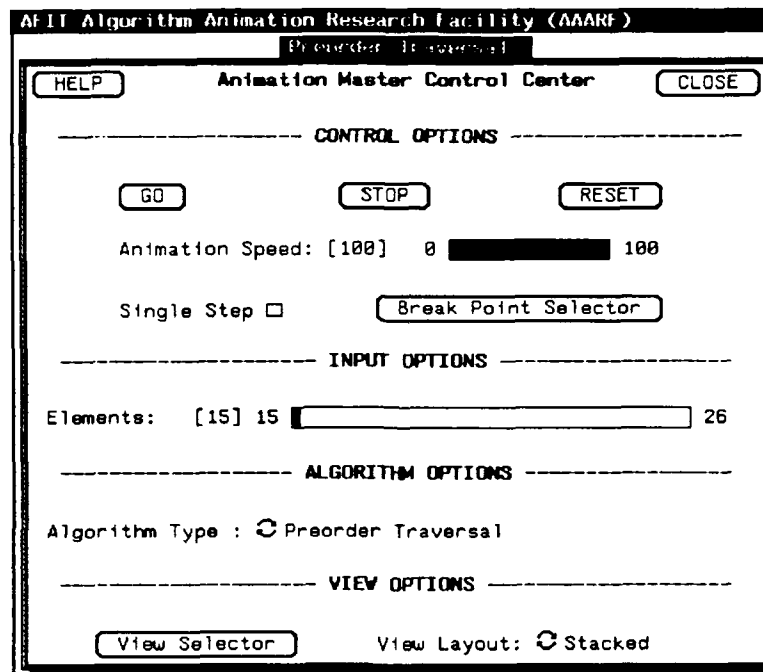 AFIT Algorithm Animation Research Facility (AAARF)
Preorder Traversal
HELP Animation Master Control Center CLOSE
CONTROL OPTIONS
GO STOP RESET
Animation Speed: [100] 0 100
Single Step Break Point Selector
INPUT OPTIONS
Elements: [15] 15 26
ALGORITHM OPTIONS
Algorithm Type : Preorder Traversal
VIEW OPTIONS
View Selector View Layout: Stacked